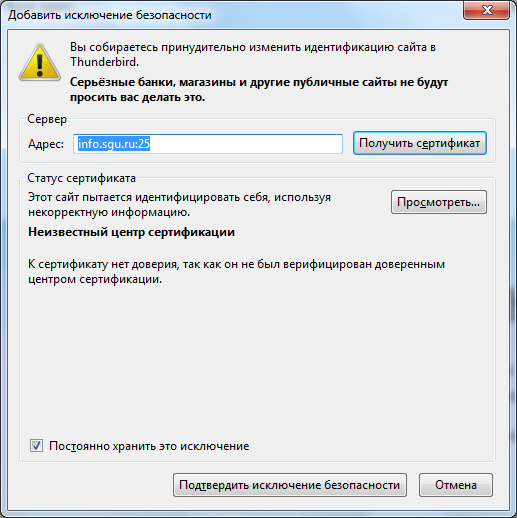 Добавить исключение безопасности
Вы собираетесь принудительно изменить идентификацию сайта в
Thunderbird.
Серьёзные банки, магазины и другие публичные сайты не будут
просить вас делать это.
Сервер
Адрес: info.sgu.ru:25 Получить сертификат
Статус сертификата
Этот сайт пытается идентифицировать себя, используя
некорректную информацию.
Просмотреть...
Неизвестный центр сертификации
К сертификату нет доверия, так как он не был верифицирован доверенным
центром сертификации.
Постоянно хранить это исключение
Подтвердить исключение безопасности Отмена